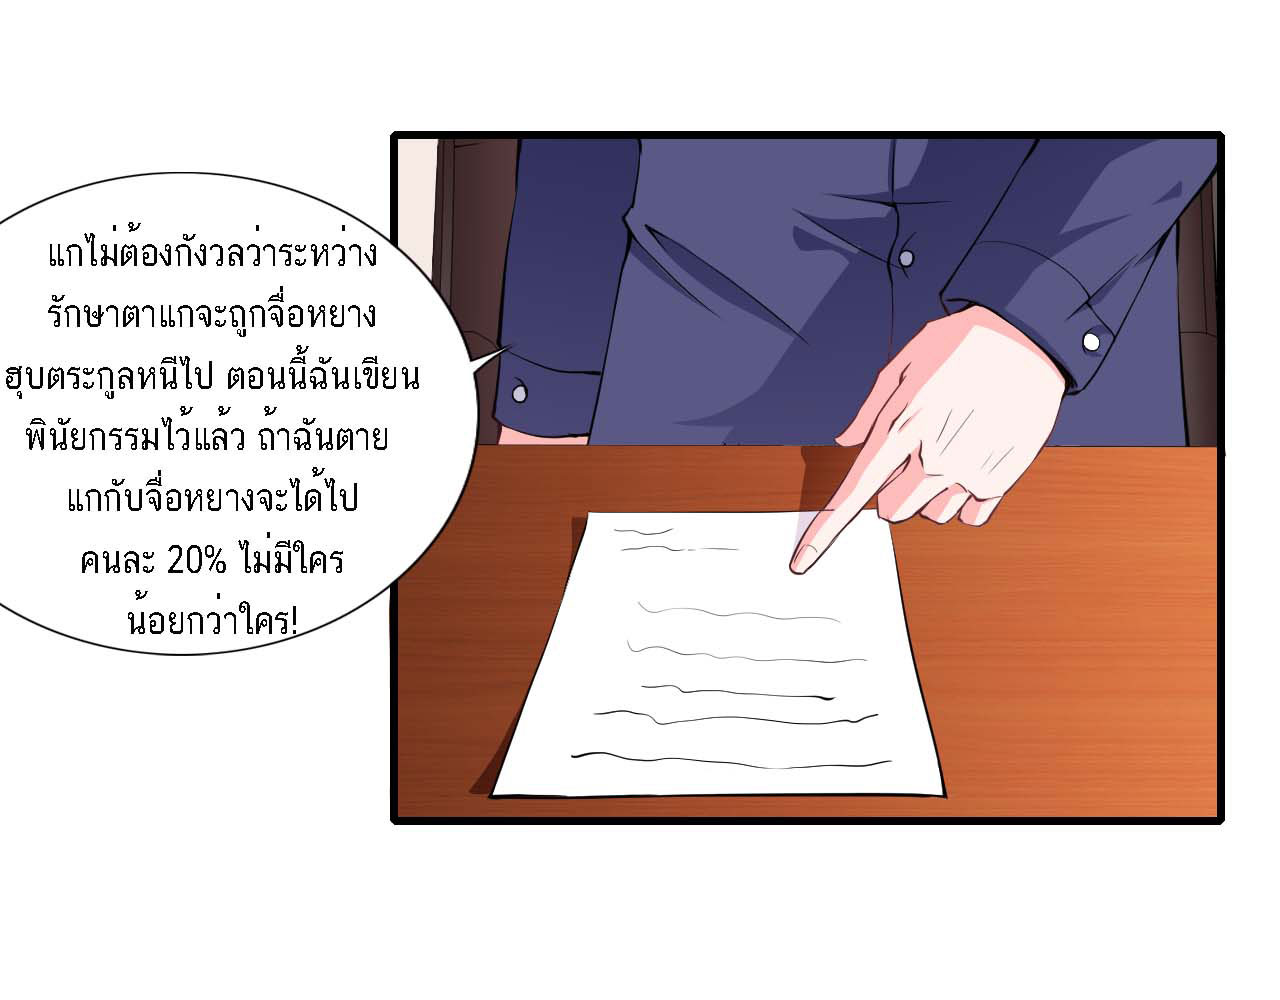 แกไม่ต้องกังวลว่าระหว่าง
รักษาตาแกจะถูกจื่อหยาง
ฮุบตระกูลหนีไป ตอนนี้ฉันเขียน
พินัยกรรมไว้แล้ว ถ้าฉันตาย
แกกับจื่อหยางจะได้ไป
คนละ 20% ไม่มีใคร
น้อยกว่าใคร!